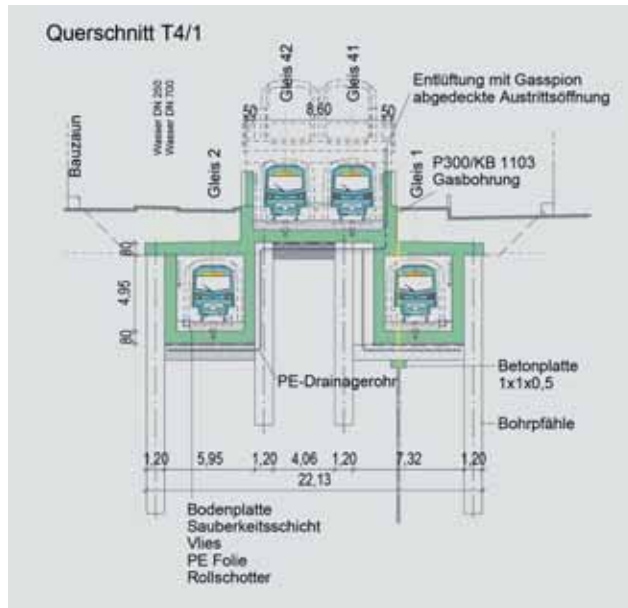 Querschnitt T4/1
Bauzaun
Wasser DN 250
Wasser DN 700
Gleis 2
Gleis 42
Gleis 41
Gleis 1
50
8,60
50
Entlüftung mit Gasspion
abgedeckte Austrittsöffnung
P300/KB 1103
Gasbohrung
80
4,95
80
PE-Drainagerohr
Betonplatte
1x1x0,5
Bohrpfähle
1,20 5,95 1,20 4,06 1,20 7,32 1,20
22,13
Bodenplatte
Sauberkeitsschicht
Vlies
PE Folie
Rollschotter